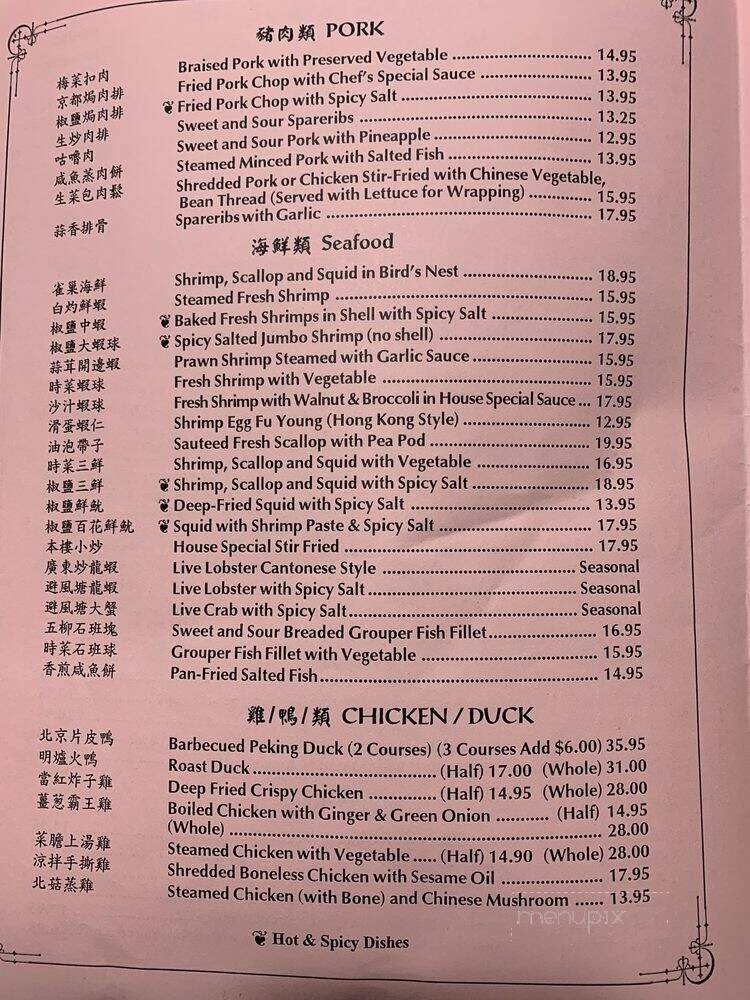 豬肉類 PORK
梅菜扣肉 Braised Pork with Preserved Vegetable 14.95
京都焗肉排 Fried Pork Chop with Chef's Special Sauce 13.95
椒鹽焗肉排 Fried Pork Chop with Spicy Salt 13.95
生炒肉排 Sweet and Sour Spareribs 13.25
咕嚕肉 Sweet and Sour Pork with Pineapple 12.95
咸魚蒸肉餅 Steamed Minced Pork with Salted Fish 13.95
生菜包肉鬆 Shredded Pork or Chicken Stir-Fried with Chinese Vegetable,
Bean Thread (Served with Lettuce for Wrapping) 15.95
蒜香排骨 Spareribs with Garlic 17.95
海鮮類 Seafood
雀巢海鮮 Shrimp, Scallop and Squid in Bird's Nest 18.95
白灼鮮蝦 Steamed Fresh Shrimp 15.95
椒鹽中蝦 Baked Fresh Shrimps in Shell with Spicy Salt 15.95
椒鹽大蝦球 Spicy Salted Jumbo Shrimp (no shell) 17.95
蒜茸開邊蝦 Prawn Shrimp Steamed with Garlic Sauce 15.95
時菜蝦球 Fresh Shrimp with Vegetable 15.95
沙汁蝦球 Fresh Shrimp with Walnut & Broccoli in House Special Sauce 17.95
滑蛋蝦仁 Shrimp Egg Fu Young (Hong Kong Style) 12.95
油泡帶子 Sauteed Fresh Scallop with Pea Pod 19.95
時菜三鮮 Shrimp, Scallop and Squid with Vegetable 16.95
椒鹽三鮮 Shrimp, Scallop and Squid with Spicy Salt 18.95
椒鹽鮮魷 Deep-Fried Squid with Spicy Salt 13.95
椒鹽百花鮮魷 Squid with Shrimp Paste & Spicy Salt 17.95
本樓小炒 House Special Stir Fried 17.95
廣東炒龍蝦 Live Lobster Cantonese Style Seasonal
避風塘龍蝦 Live Lobster with Spicy Salt Seasonal
避風塘大蟹 Live Crab with Spicy Salt Seasonal
五柳石班塊 Sweet and Sour Breaded Grouper Fish Fillet 16.95
時菜石班球 Grouper Fish Fillet with Vegetable 15.95
香煎咸魚餅 Pan-Fried Salted Fish 14.95
雞/鴨/類 CHICKEN / DUCK
北京片皮鴨 Barbecued Peking Duck (2 Courses) (3 Courses Add $6.00) 35.95
明爐火鴨 Roast Duck (Half) 17.00 (Whole) 31.00
當紅炸子雞 Deep Fried Crispy Chicken (Half) 14.95 (Whole) 28.00
薑葱霸王雞 Boiled Chicken with Ginger & Green Onion (Half) 14.95
(Whole) 28.00
菜膽上湯雞 Steamed Chicken with Vegetable (Half) 14.90 (Whole) 28.00
涼拌手撕雞 Shredded Boneless Chicken with Sesame Oil 17.95
北菇蒸雞 Steamed Chicken (with Bone) and Chinese Mushroom 13.95
menupix
Hot & Spicy Dishes